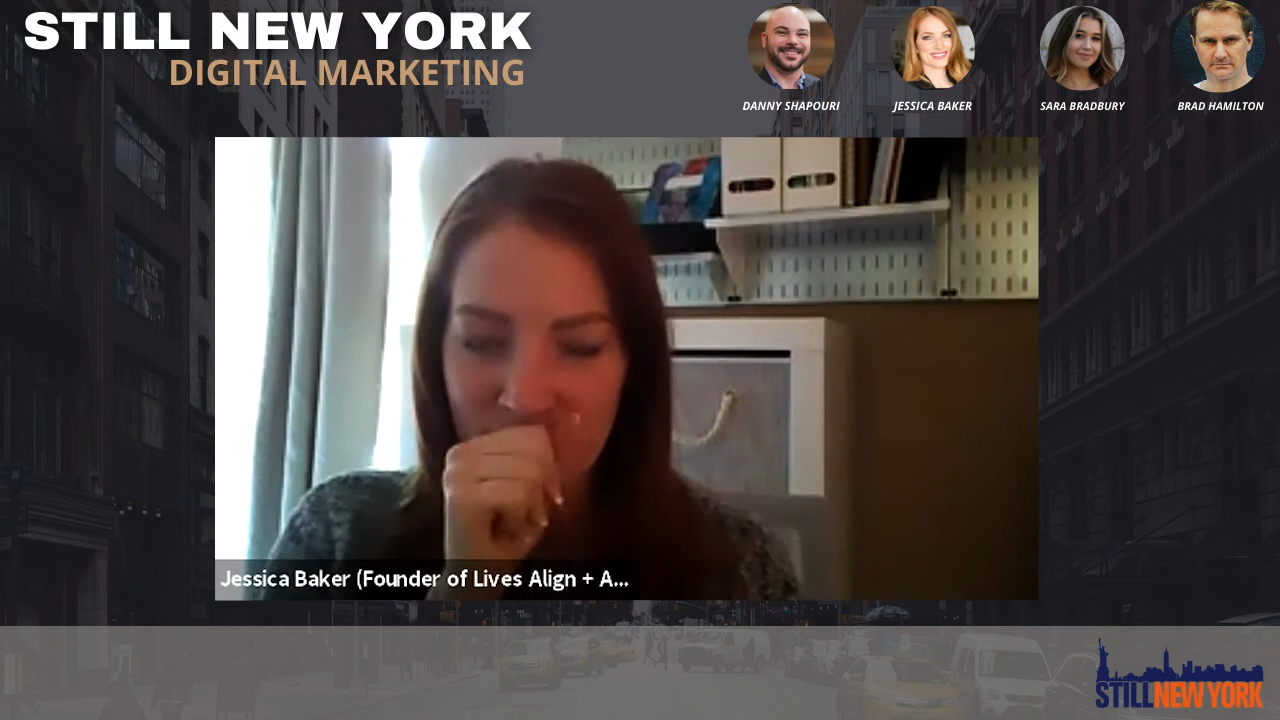 STILL NEW YORK
DIGITAL MARKETING
DANNY SHAPOURI
JESSICA BAKER
SARA BRADBURY
BRAD HAMILTON
Jessica Baker (Founder of Lives Align + A...
STILLNEW YORK